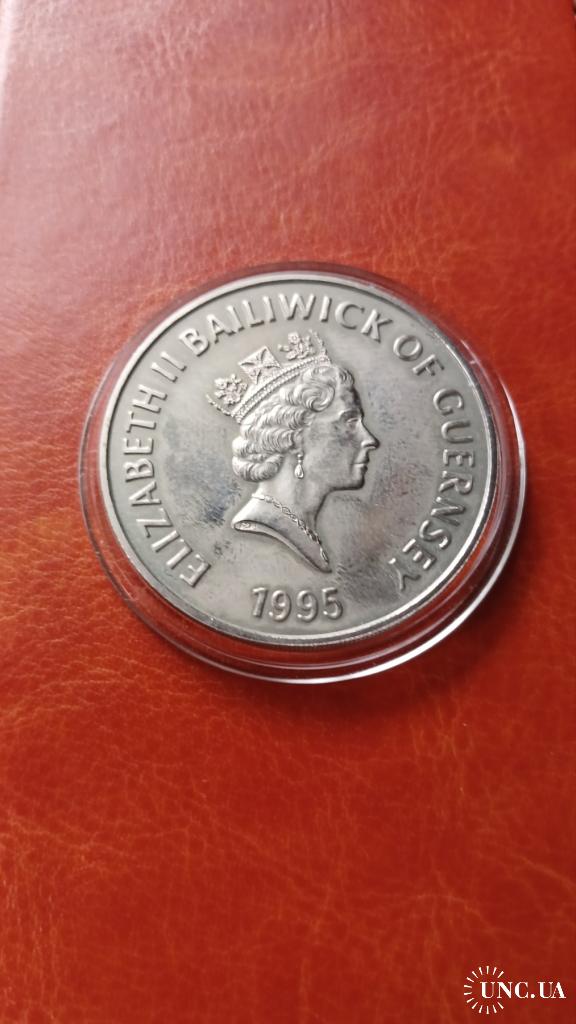 ELIZABETH II BAILIWICK OF GUERNSEY
1995
UNC.UA